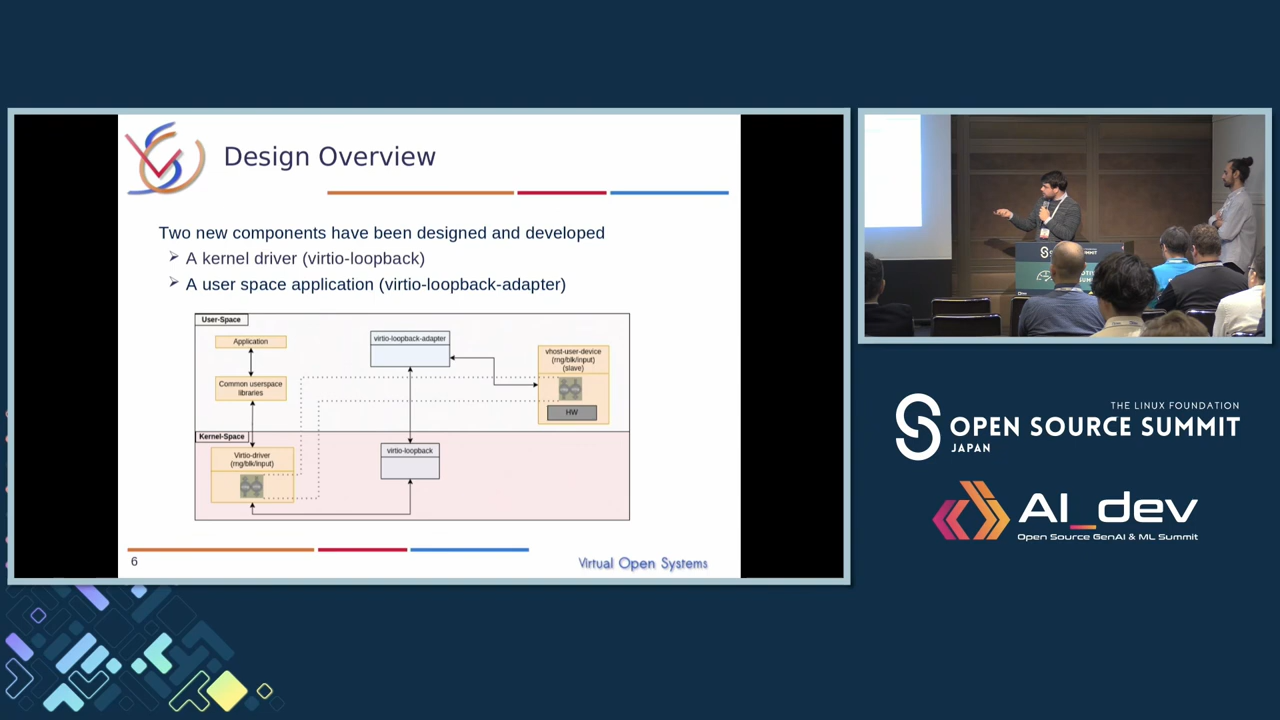 Design Overview
Two new components have been designed and developed
A kernel driver (virtio-loopback)
A user space application (virtio-loopback-adapter)
User-Space
Application
Common userspace
libraries
virtio-loopback-adapter
vhost-user-device
(rng/blk/input)
(slave)
HW
Kernel-Space
Virtio-driver
(rng/blk/input)
virtio-loopback
6
Virtual Open Systems
THE LINUX FOUNDATION
OPEN SOURCE SUMMIT
JAPAN
AI_dev
Open Source GenAI & ML Summit